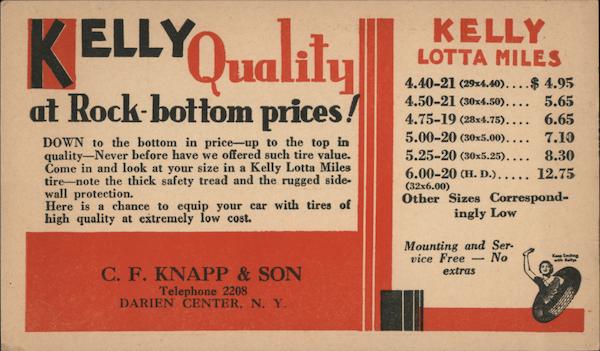 KELLY Quality
at Rock-bottom prices!
DOWN to the bottom in price—up to the top in
quality—Never before have we offered such tire value.
Come in and look at your size in a Kelly Lotta Miles
tire—note the thick safety tread and the rugged side-
wall protection.
Here is a chance to equip your car with tires of
high quality at extremely low cost.
C. F. KNAPP & SON
Telephone 2208
DARIEN CENTER, N. Y.
KELLY
LOTTA MILES
4.40-21 (29x4.40).... $ 4.95
4.50-21 (30x4.50).... 5.65
4.75-19 (28x4.75).... 6.65
5.00-20 (30x5.00).... 7.10
5.25-20 (30x5.25).... 8.30
6.00-20 (H. D.)..... 12.75
(32x6.00)
Other Sizes Correspond-
ingly Low
Mounting and Ser-
vice Free — No
extras
Keep Smiling
with Kellys